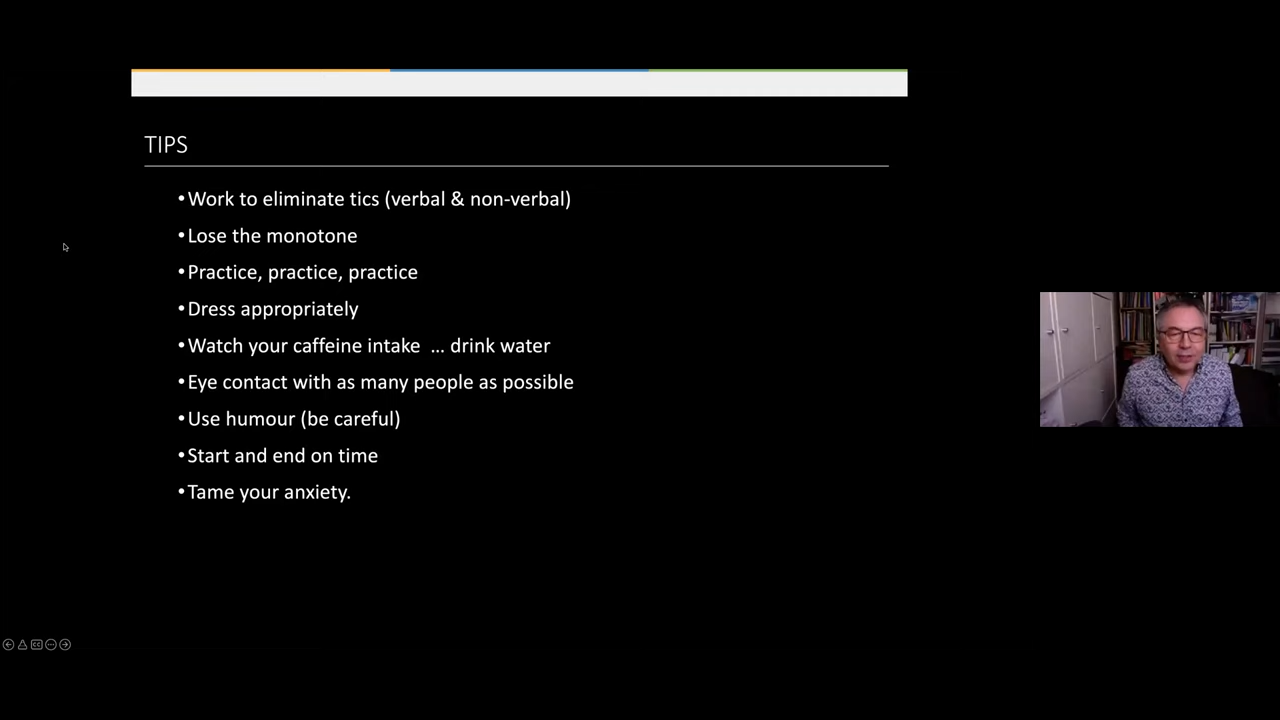 TIPS
•Work to eliminate tics (verbal & non-verbal)
•Lose the monotone
•Practice, practice, practice
•Dress appropriately
•Watch your caffeine intake … drink water
•Eye contact with as many people as possible
•Use humour (be careful)
•Start and end on time
•Tame your anxiety.